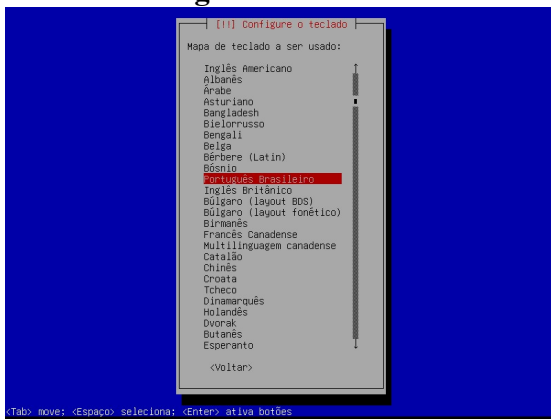 [!!] Configure o teclado
Mapa de teclado a ser usado:
Inglês Americano
Albanês
Árabe
Asturiano
Bangladesh
Bielorrusso
Bengali
Belga
Bérbere (Latin)
Bósnio
Português Brasileiro
Inglês Britânico
Búlgaro (layout BDS)
Búlgaro (layout fonético)
Birmanês
Francês Canadense
Multilinguagem canadense
Catalão
Chinês
Croata
Tcheco
Dinamarquês
Holandês
Dvorak
Butanês
Esperanto
<Voltar>
<Tab> move; <Espaço> seleciona; <Enter> ativa botões